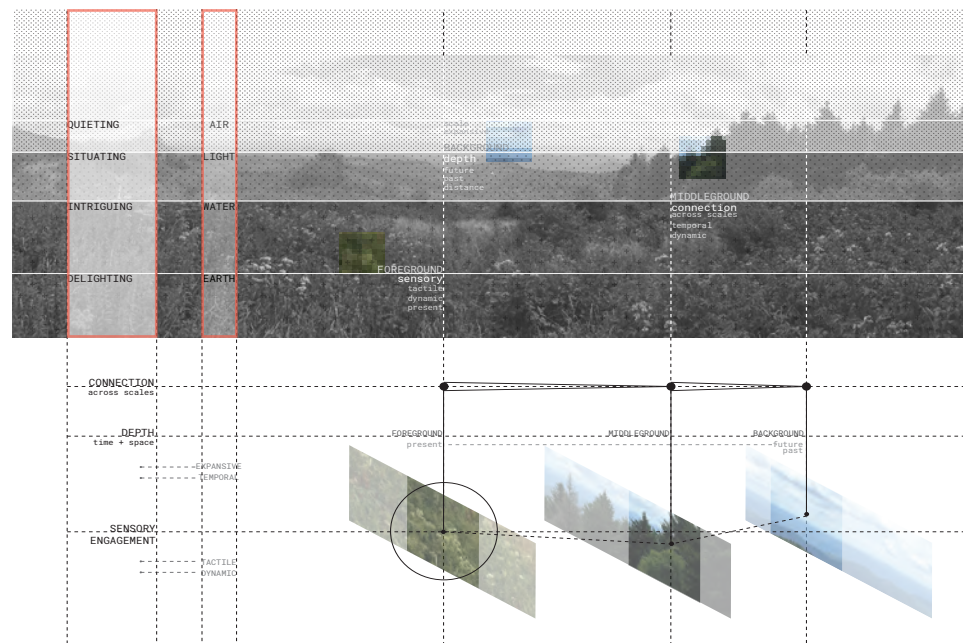 QUIETING
AIR
scale
expansive
BACKGROUND
depth
future
past
distance
SITUATING
LIGHT
MIDDLEGROUND
connection
across scales
temporal
dynamic
INTRIGUING
WATER
FOREGROUND
sensory
tactile
dynamic
present
DELIGHTING
EARTH
CONNECTION
across scales
DEPTH
time + space
FOREGROUND
present
MIDDLEGROUND
BACKGROUND
future
past
EXPANSIVE
TEMPORAL
SENSORY
ENGAGEMENT
TACTILE
DYNAMIC